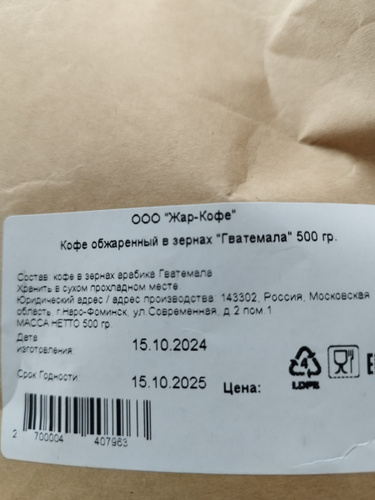 ООО "Жар-Кофе"
Кофе обжаренный в зернах "Гватемала" 500 гр.
Состав: кофе в зернах арабика Гватемала
Хранить в сухом прохладном месте
Юридический адрес / адрес производства: 143302, Россия, Московская
область, г.Наро-Фоминск, ул.Современная, д.2 пом.1
МАССА НЕТТО 500 гр.
Дата
изготовления: 15.10.2024
Срок Годности: 15.10.2025 Цена:
4
LDPE
2 700004 407963